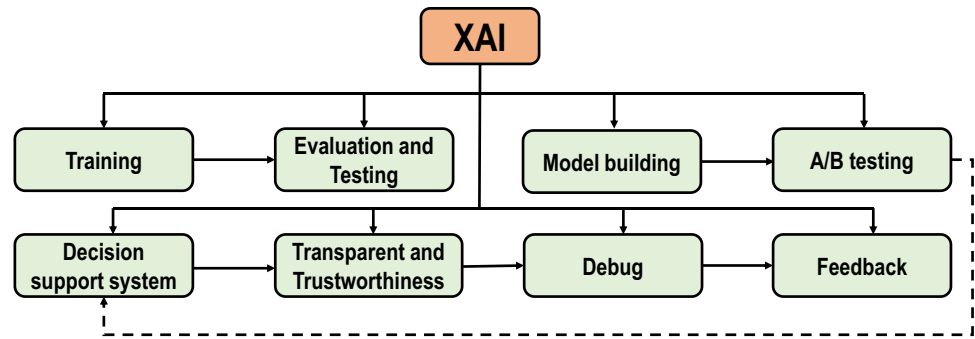 XAI
Training
Evaluation and
Testing
Model building
A/B testing
Decision
support system
Transparent and
Trustworthiness
Debug
Feedback